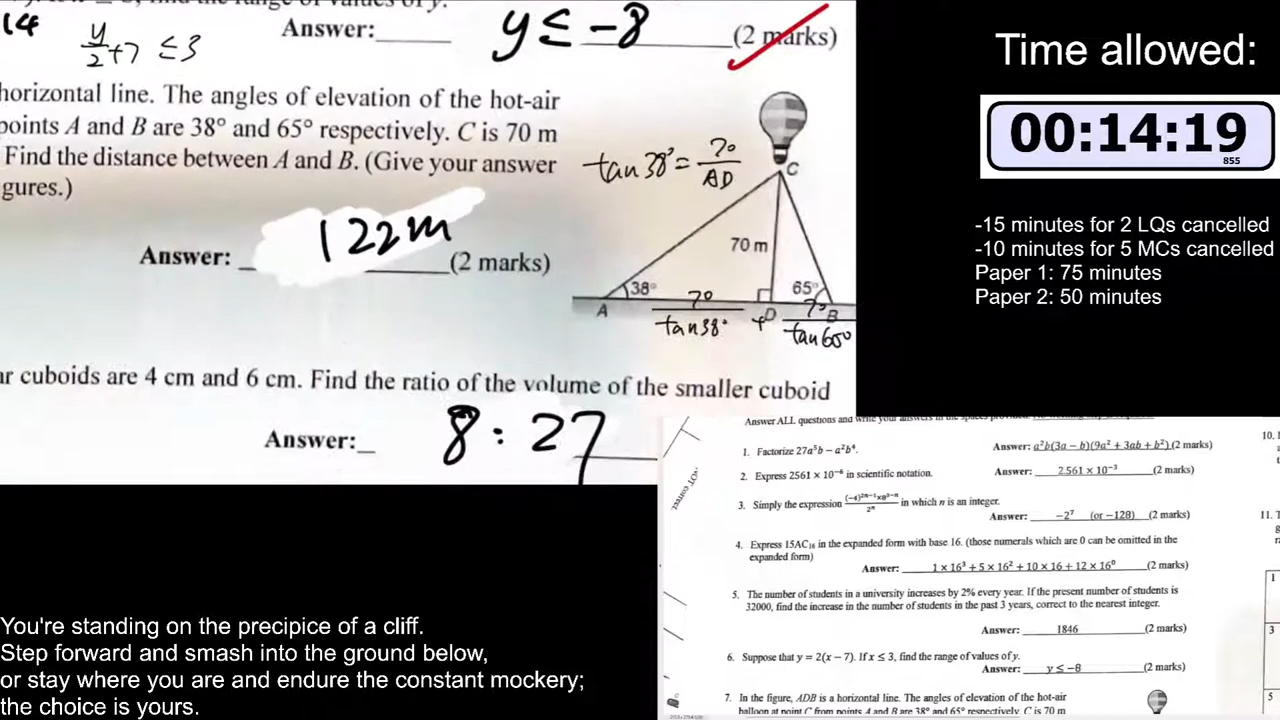 14
y/2 +7 ≤3
Answer:
y ≤ -8
(2 marks)
horizontal line. The angles of elevation of the hot-air
points A and B are 38° and 65° respectively. C is 70 m
Find the distance between A and B. (Give your answer
gures.)
tan 38° = 70/AD
C
70 m
38°
65°
A
D
B
70/tan38° + 70/tan65°
Answer:
122m
(2 marks)
ar cuboids are 4 cm and 6 cm. Find the ratio of the volume of the smaller cuboid
Answer:
8 : 27
Time allowed:
00:14:19
855
-15 minutes for 2 LQs cancelled
-10 minutes for 5 MCs cancelled
Paper 1: 75 minutes
Paper 2: 50 minutes
Answer ALL questions and write your answers in the spaces provided.
1. Factorize 27a⁵b – a²b⁴.
Answer: a²b(3a – b)(9a² + 3ab + b²) (2 marks)
2. Express 2561 × 10⁻⁶ in scientific notation.
Answer: 2.561 × 10⁻³ (2 marks)
3. Simply the expression in which n is an integer.
Answer: –2⁷ (or –128) (2 marks)
4. Express 15AC₁₆ in the expanded form with base 16. (those numerals which are 0 can be omitted in the
expanded form)
Answer: 1 × 16³ + 5 × 16² + 10 × 16 + 12 × 16⁰ (2 marks)
5. The number of students in a university increases by 2% every year. If the present number of students is
32000, find the increase in the number of students in the past 3 years, correct to the nearest integer.
Answer: 1846 (2 marks)
6. Suppose that y = 2(x – 7). If x ≤ 3, find the range of values of y.
Answer: y ≤ –8 (2 marks)
7. In the figure, ADB is a horizontal line. The angles of elevation of the hot-air
balloon at point C from points A and B are 38° and 65° respectively. C is 70 m
10.
11.
1
3
5
You're standing on the precipice of a cliff.
Step forward and smash into the ground below,
or stay where you are and endure the constant mockery;
the choice is yours.